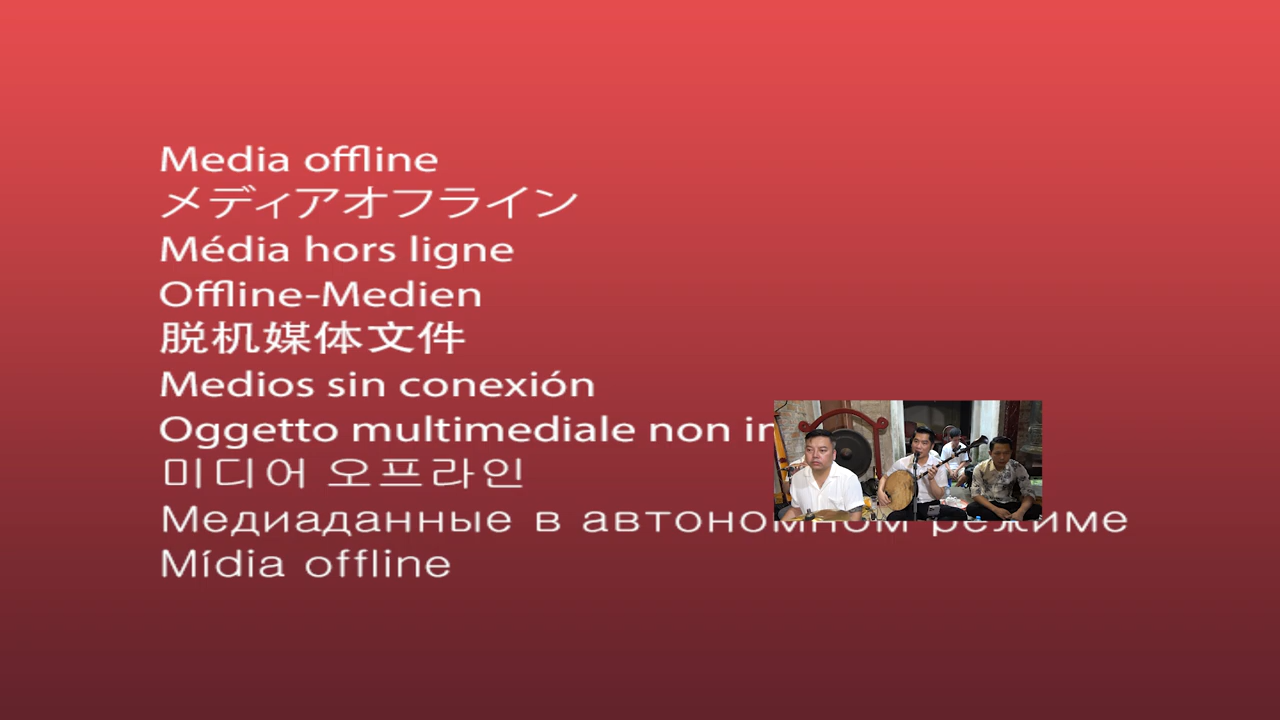 Media offline
メディアオフライン
Média hors ligne
Offline-Medien
脱机媒体文件
Medios sin conexión
Oggetto multimediale non
미디어 오프라인
Медиаданные в автономном режиме
Mídia offline